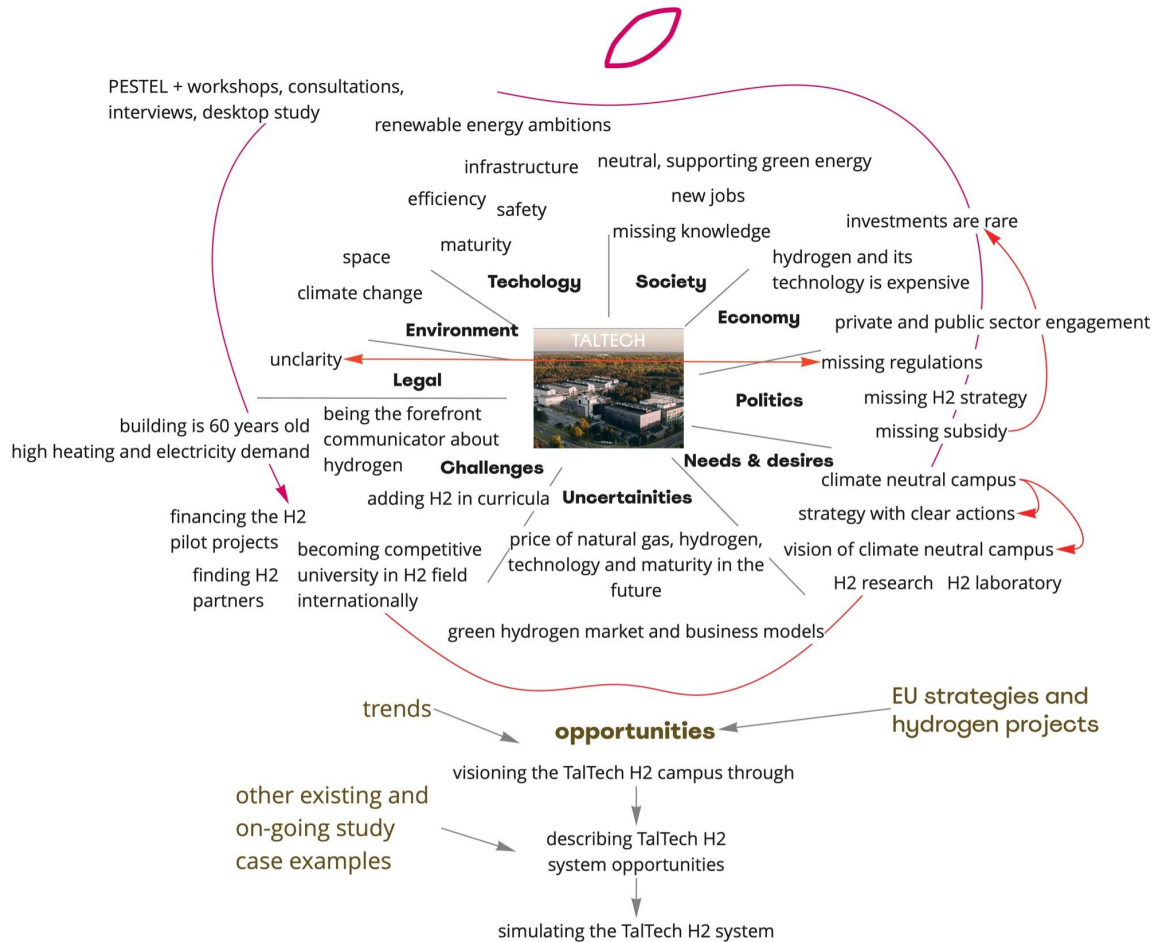 PESTEL + workshops, consultations,
interviews, desktop study
renewable energy ambitions
infrastructure
neutral, supporting green energy
efficiency
safety
new jobs
maturity
missing knowledge
investments are rare
space
climate change
Techology
Society
hydrogen and its
technology is expensive
Environment
TALTECH
Economy
private and public sector engagement
unclarity
missing regulations
Legal
Politics
missing H2 strategy
missing subsidy
building is 60 years old
high heating and electricity demand
being the forefront
communicator about
hydrogen
Challenges
Needs & desires
climate neutral campus
adding H2 in curricula
Uncertainities
strategy with clear actions
financing the H2
pilot projects
becoming competitive
university in H2 field
internationally
price of natural gas, hydrogen,
technology and maturity in the
future
vision of climate neutral campus
finding H2
partners
H2 research
H2 laboratory
green hydrogen market and business models
trends
EU strategies and
hydrogen projects
opportunities
visioning the TalTech H2 campus through
other existing and
on-going study
case examples
describing TalTech H2
system opportunities
simulating the TalTech H2 system